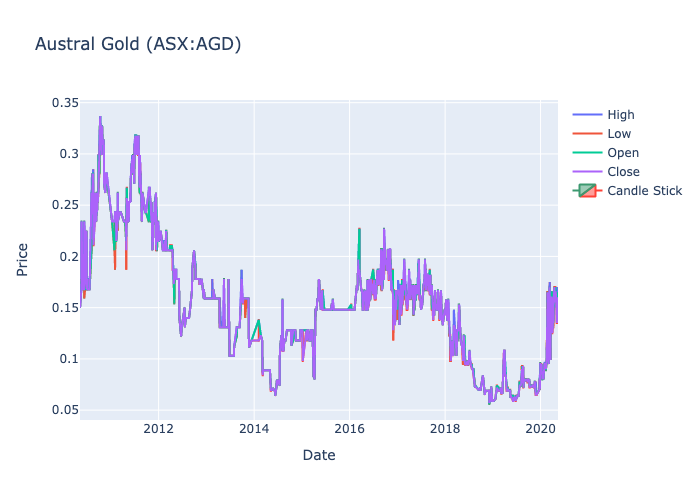 Austral Gold (ASX:AGD)
0.35
0.3
0.25
0.2
0.15
0.1
0.05
Price
2012
2014
2016
2018
2020
Date
High
Low
Open
Close
Candle Stick